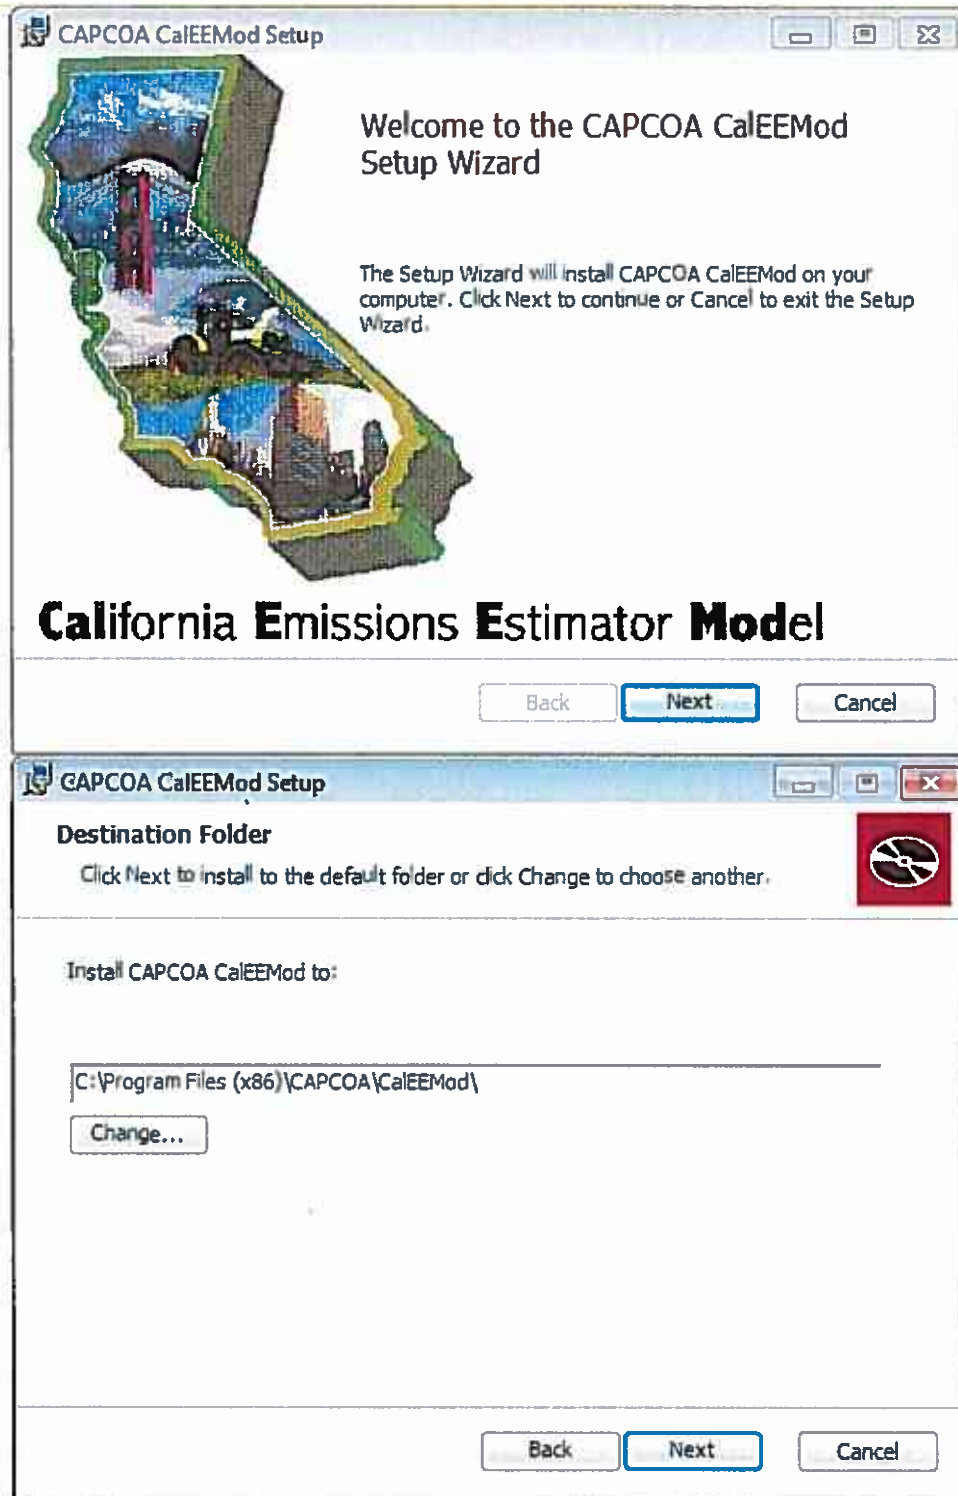 CAPCOA CalEEMod Setup
Welcome to the CAPCOA CalEEMod
Setup Wizard
The Setup Wizard will install CAPCOA CalEEMod on your
computer. Click Next to continue or Cancel to exit the Setup
Wizard.
California Emissions Estimator Model
Back Next Cancel
CAPCOA CalEEMod Setup
Destination Folder
Click Next to install to the default folder or click Change to choose another.
Install CAPCOA CalEEMod to:
C:\Program Files (x86)\CAPCOA\CalEEMod\
Change...
Back Next Cancel